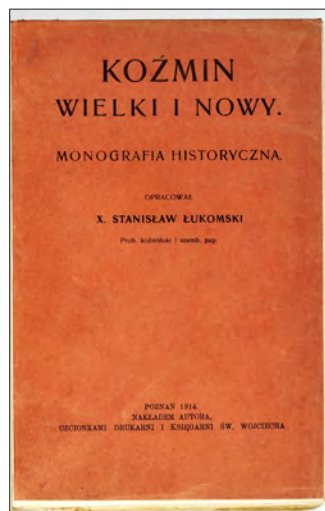 KOŹMIN
WIELKI I NOWY.
MONOGRAFIA HISTORYCZNA.
OPRACOWAŁ
X. STANISŁAW ŁUKOMSKI
Prob. koźmiński i szamb. pap.
POZNAŃ 1914.
NAKŁADEM AUTORA,
CZCIONKAMI DRUKARNI I KSIĘGARNI ŚW. WOJCIECHA